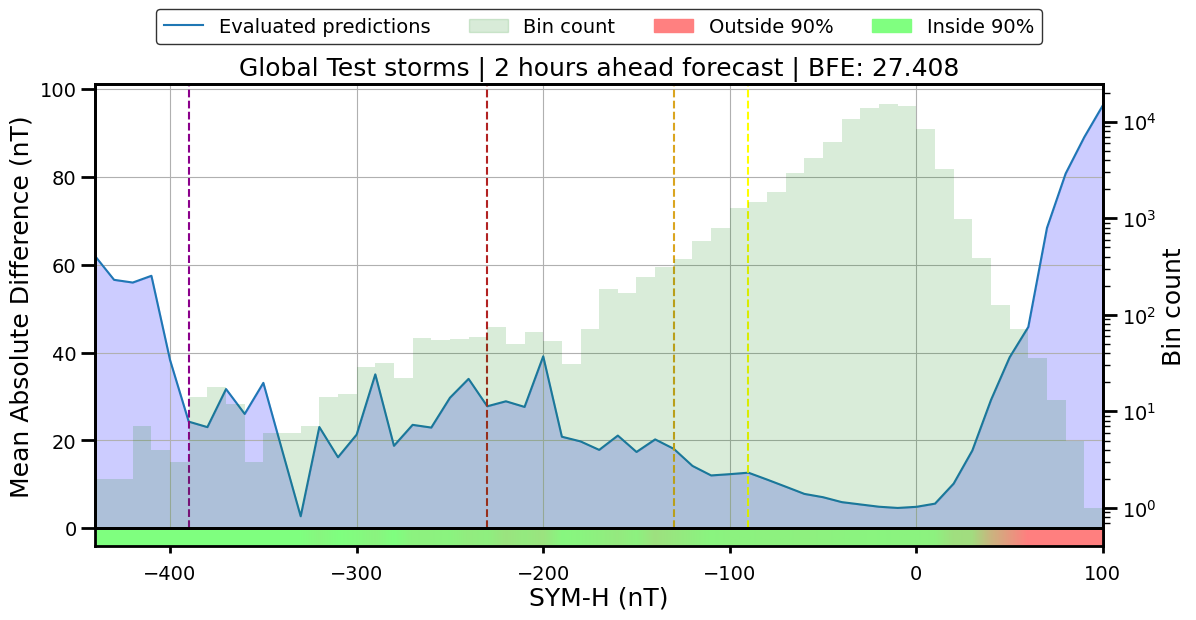 Evaluated predictions Bin count Outside 90% Inside 90%
Global Test storms | 2 hours ahead forecast | BFE: 27.408
Mean Absolute Difference (nT)
100
80
60
40
20
0
10^4
10^3
10^2
10^1
10^0
Bin count
−400 −300 −200 −100 0 100
SYM-H (nT)